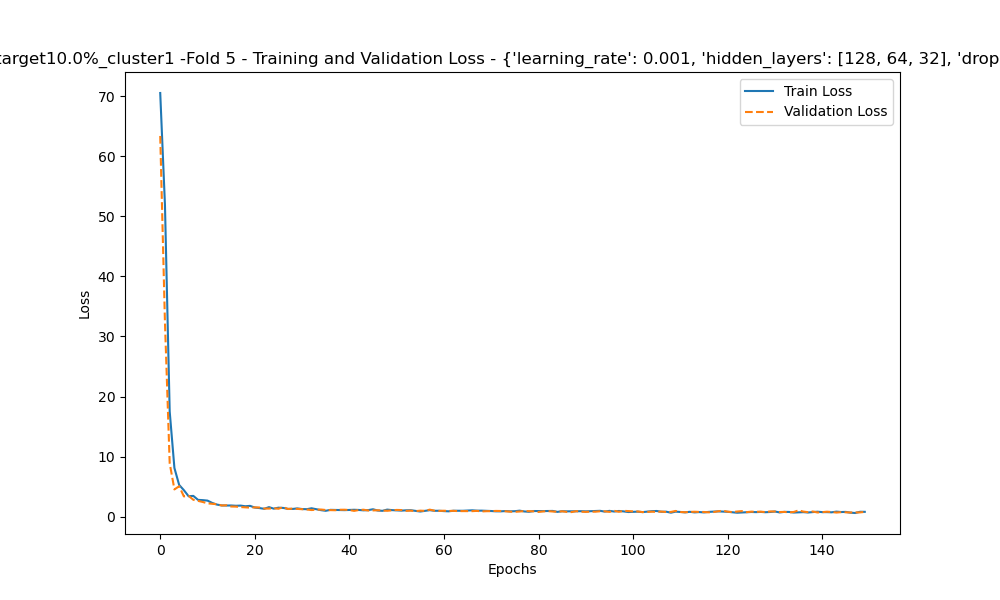 target10.0%_cluster1 -Fold 5 - Training and Validation Loss - {'learning_rate': 0.001, 'hidden_layers': [128, 64, 32], 'drop
Train Loss
Validation Loss
70
60
50
40
30
20
10
0
Loss
0 20 40 60 80 100 120 140
Epochs